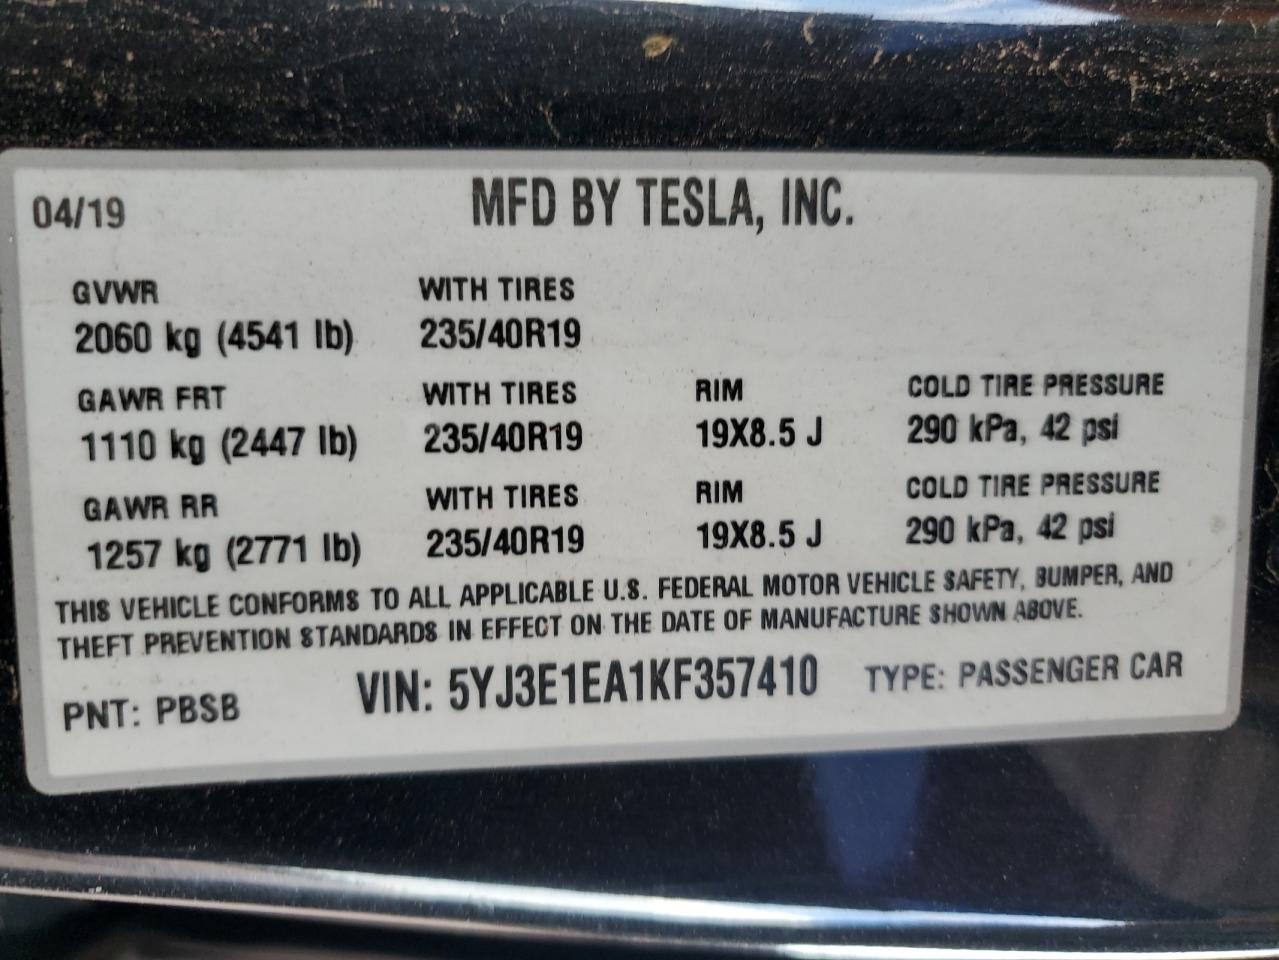 04/19 MFD BY TESLA, INC.
GVWR WITH TIRES
2060 kg (4541 lb) 235/40R19
GAWR FRT WITH TIRES RIM COLD TIRE PRESSURE
1110 kg (2447 lb) 235/40R19 19X8.5 J 290 kPa, 42 psi
GAWR RR WITH TIRES RIM COLD TIRE PRESSURE
1257 kg (2771 lb) 235/40R19 19X8.5 J 290 kPa, 42 psi
THIS VEHICLE CONFORMS TO ALL APPLICABLE U.S. FEDERAL MOTOR VEHICLE SAFETY, BUMPER, AND
THEFT PREVENTION STANDARDS IN EFFECT ON THE DATE OF MANUFACTURE SHOWN ABOVE.
PNT: PBSB VIN: 5YJ3E1EA1KF357410 TYPE: PASSENGER CAR